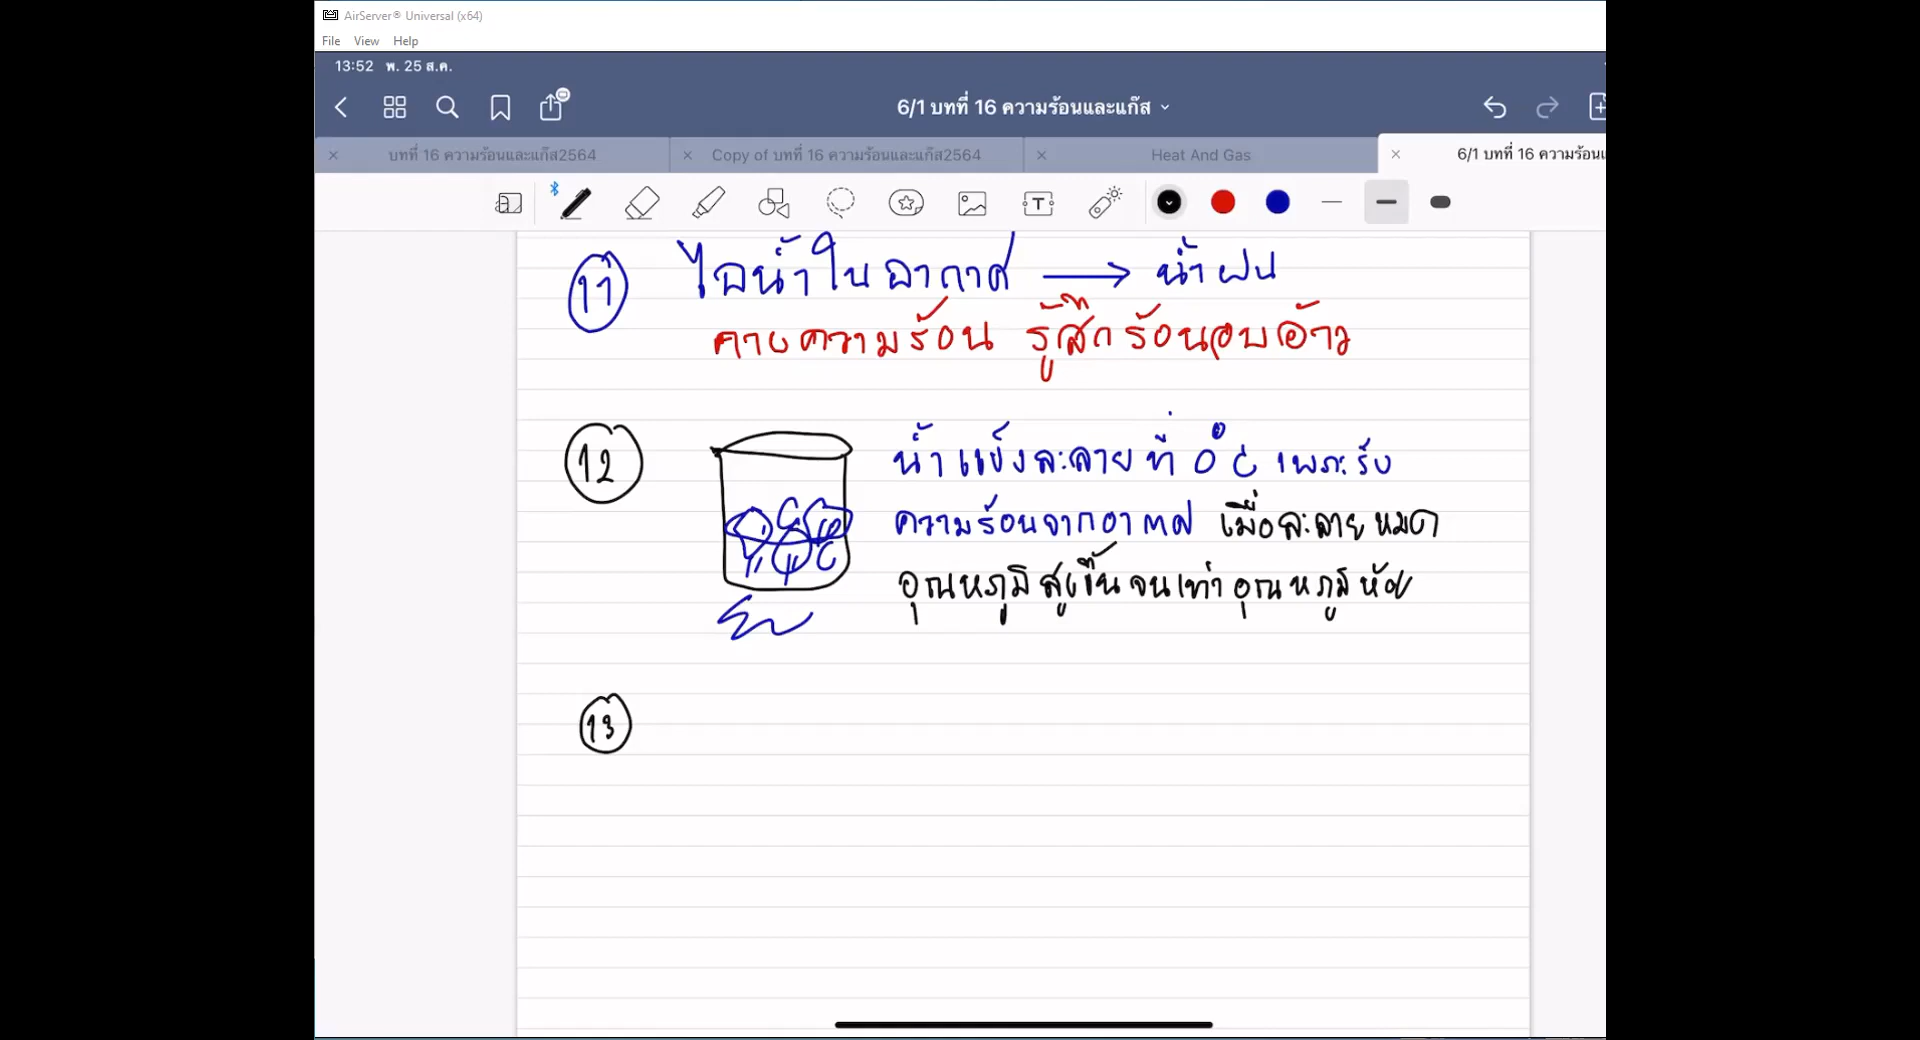 AirServer® Universal (x64)
File View Help
13:52 พ. 25 ส.ค.
6/1 บทที่ 16 ความร้อนและแก๊ส
บทที่ 16 ความร้อนและแก๊ส2564
Copy of บทที่ 16 ความร้อนและแก๊ส2564
Heat And Gas
6/1 บทที่ 16 ความร้อนแ
11 ไอน้ำในอากาศ → น้ำฝน
คายความร้อน รู้สึกร้อนอบอ้าว
12 น้ำแข็งละลายที่ 0°C เพราะรับ
ความร้อนจากอากาศ เมื่อละลายหมด
อุณหภูมิสูงขึ้นจนเท่าอุณหภูมิห้อง
13